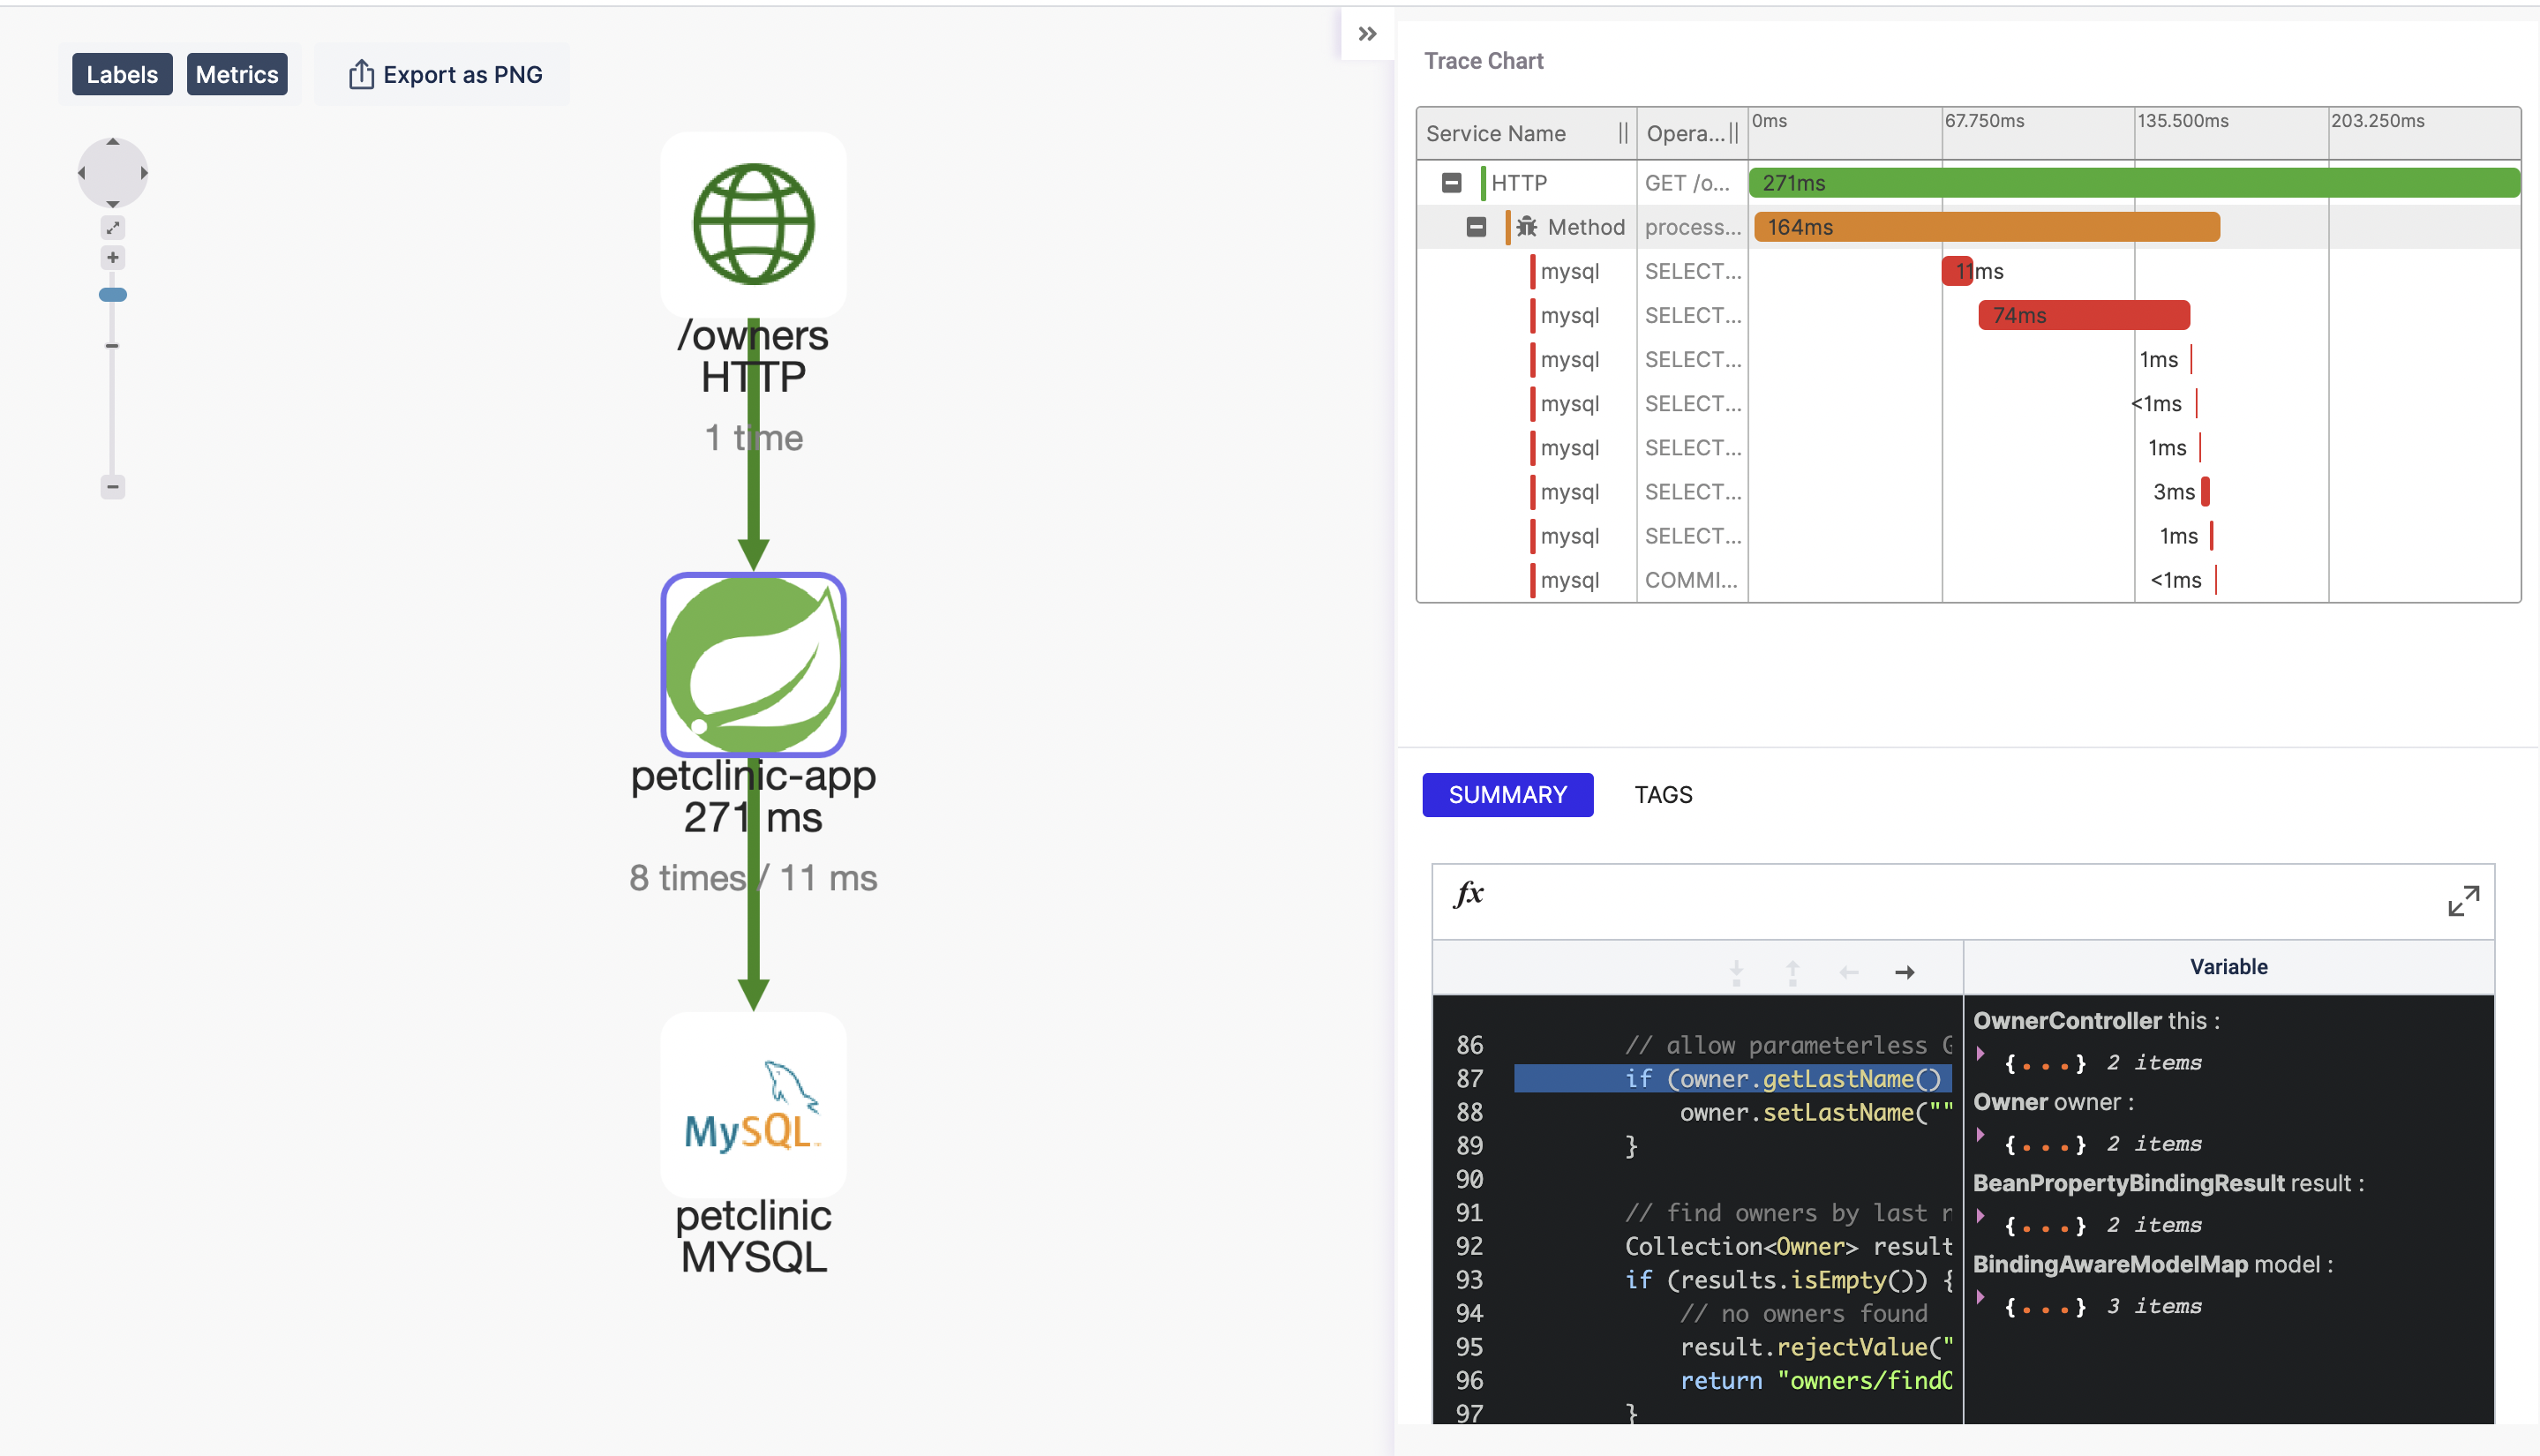 Labels Metrics Export as PNG
/owners
HTTP
1 time
petclinic-app
271 ms
8 times / 11 ms
MySQL
petclinic
MYSQL
Trace Chart
Service Name Opera... 0ms 67.750ms 135.500ms 203.250ms
HTTP GET /o... 271ms
Method process... 164ms
mysql SELECT... 11ms
mysql SELECT... 74ms
mysql SELECT... 1ms
mysql SELECT... <1ms
mysql SELECT... 1ms
mysql SELECT... 3ms
mysql SELECT... 1ms
mysql COMMI... <1ms
SUMMARY TAGS
fx
Variable
86 // allow parameterless G
87 if (owner.getLastName()
88 owner.setLastName(""
89 }
90
91 // find owners by last n
92 Collection<Owner> result
93 if (results.isEmpty()) {
94 // no owners found
95 result.rejectValue("
96 return "owners/findO
97 }
OwnerController this :
{...} 2 items
Owner owner :
{...} 2 items
BeanPropertyBindingResult result :
{...} 2 items
BindingAwareModelMap model :
{...} 3 items